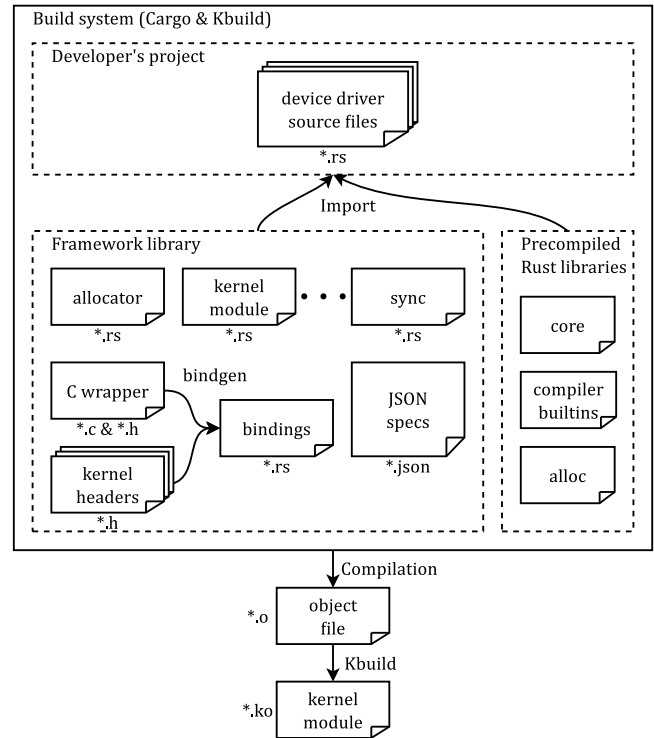 Build system (Cargo & Kbuild)
Developer's project
device driver
source files
*.rs
Import
Framework library
allocator
*.rs
kernel
module
*.rs
sync
*.rs
C wrapper
*.c & *.h
bindgen
kernel
headers
*.h
bindings
*.rs
JSON
specs
*.json
Precompiled
Rust libraries
core
compiler
builtins
alloc
Compilation
*.o
object
file
Kbuild
*.ko
kernel
module